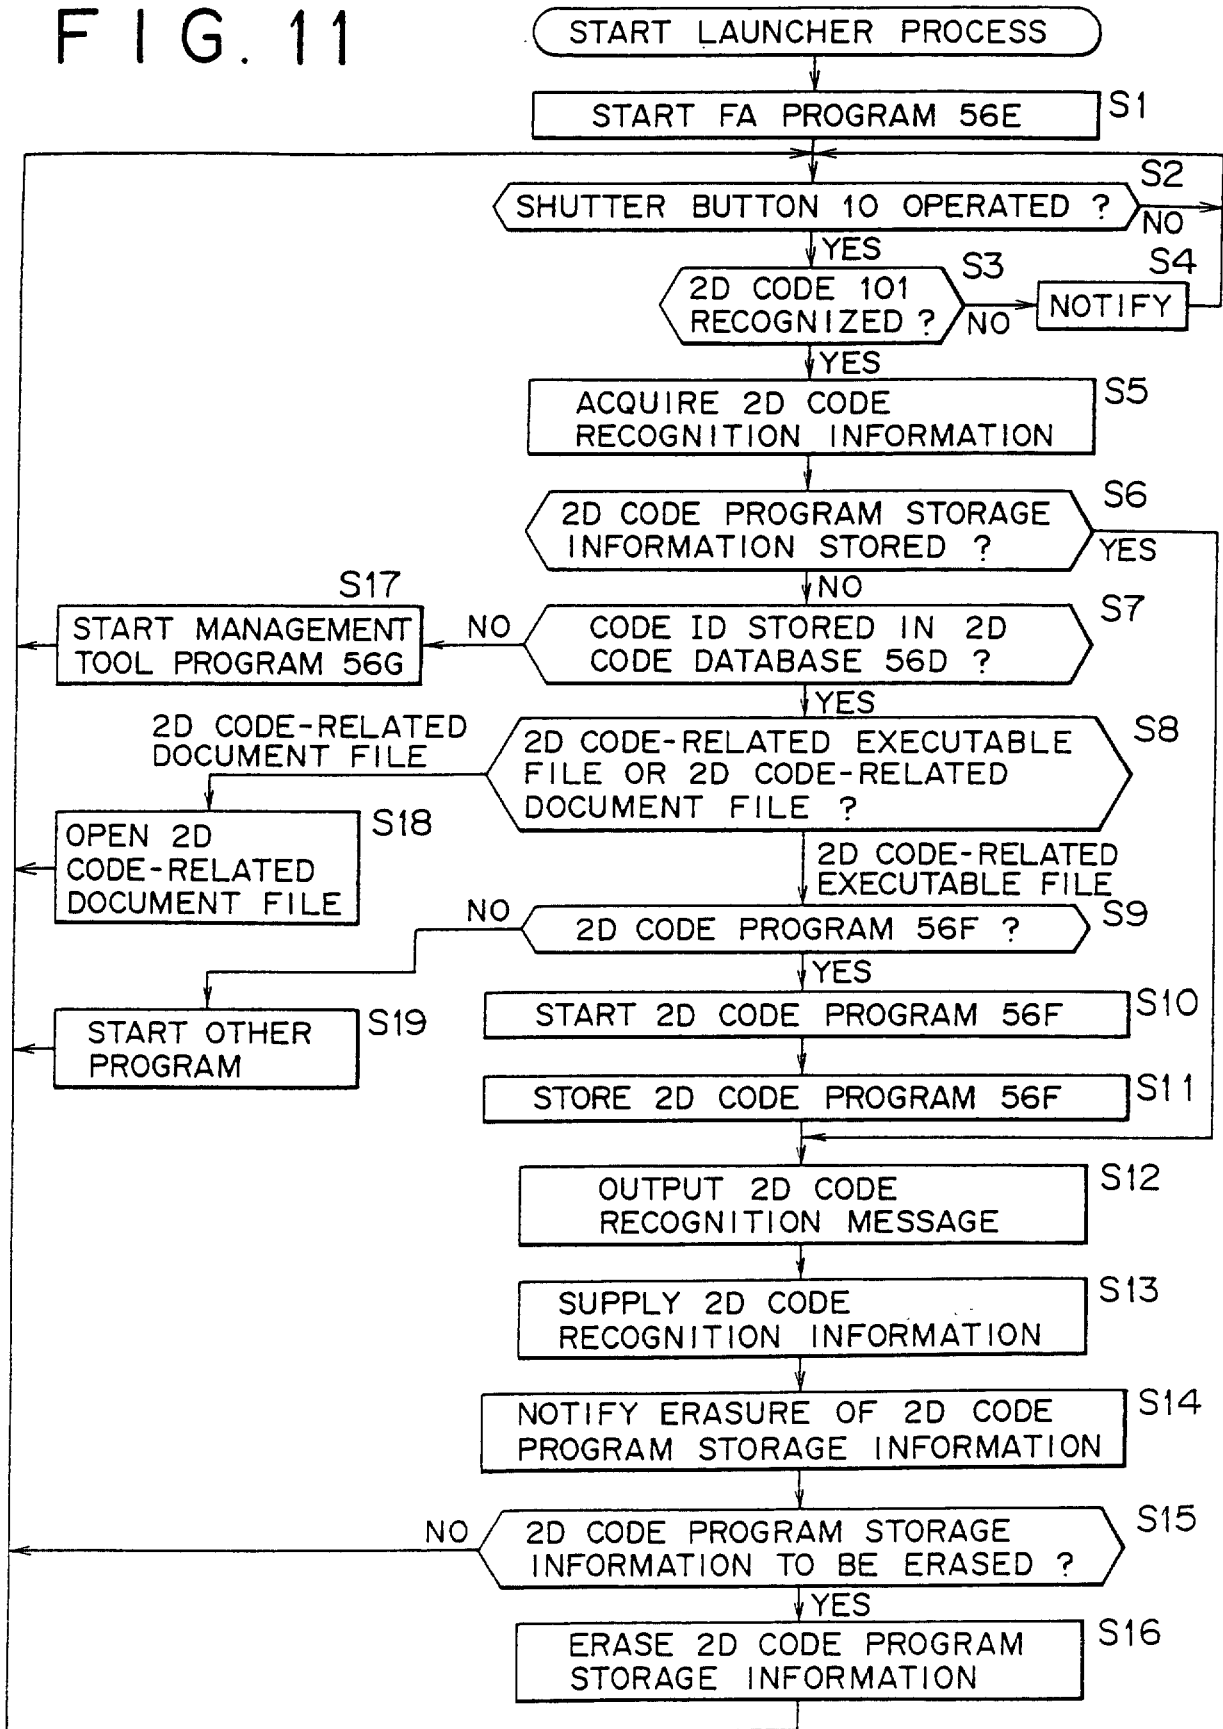 FIG. 11
START LAUNCHER PROCESS
START FA PROGRAM 56E
S1
S2
SHUTTER BUTTON 10 OPERATED ?
NO
YES
S3
S4
2D CODE 101
RECOGNIZED ?
NO
NOTIFY
YES
S5
ACQUIRE 2D CODE
RECOGNITION INFORMATION
S6
2D CODE PROGRAM STORAGE
INFORMATION STORED ?
YES
NO
S17
S7
START MANAGEMENT
TOOL PROGRAM 56G
NO
CODE ID STORED IN 2D
CODE DATABASE 56D ?
YES
2D CODE-RELATED
DOCUMENT FILE
S8
2D CODE-RELATED EXECUTABLE
FILE OR 2D CODE-RELATED
DOCUMENT FILE ?
S18
OPEN 2D
CODE-RELATED
DOCUMENT FILE
2D CODE-RELATED
EXECUTABLE FILE
NO
S9
2D CODE PROGRAM 56F ?
YES
S10
START 2D CODE PROGRAM 56F
S19
START OTHER
PROGRAM
S11
STORE 2D CODE PROGRAM 56F
S12
OUTPUT 2D CODE
RECOGNITION MESSAGE
S13
SUPPLY 2D CODE
RECOGNITION INFORMATION
S14
NOTIFY ERASURE OF 2D CODE
PROGRAM STORAGE INFORMATION
S15
NO
2D CODE PROGRAM STORAGE
INFORMATION TO BE ERASED ?
YES
S16
ERASE 2D CODE PROGRAM
STORAGE INFORMATION